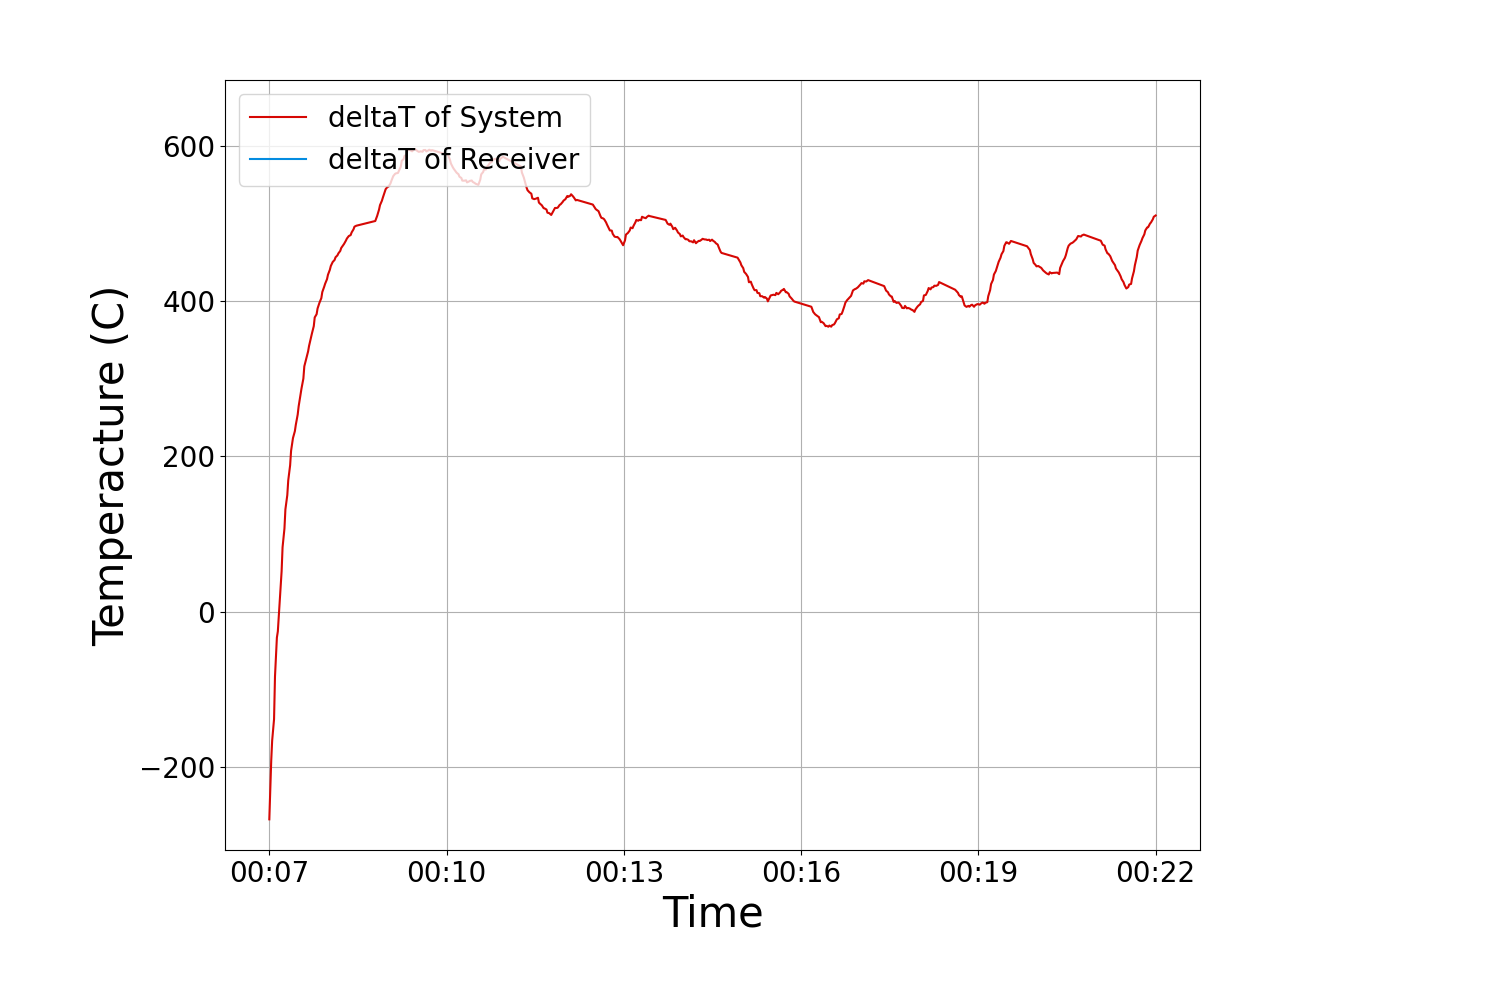 deltaT of System
deltaT of Receiver
600
400
200
0
−200
Temperacture (C)
00:07 00:10 00:13 00:16 00:19 00:22
Time